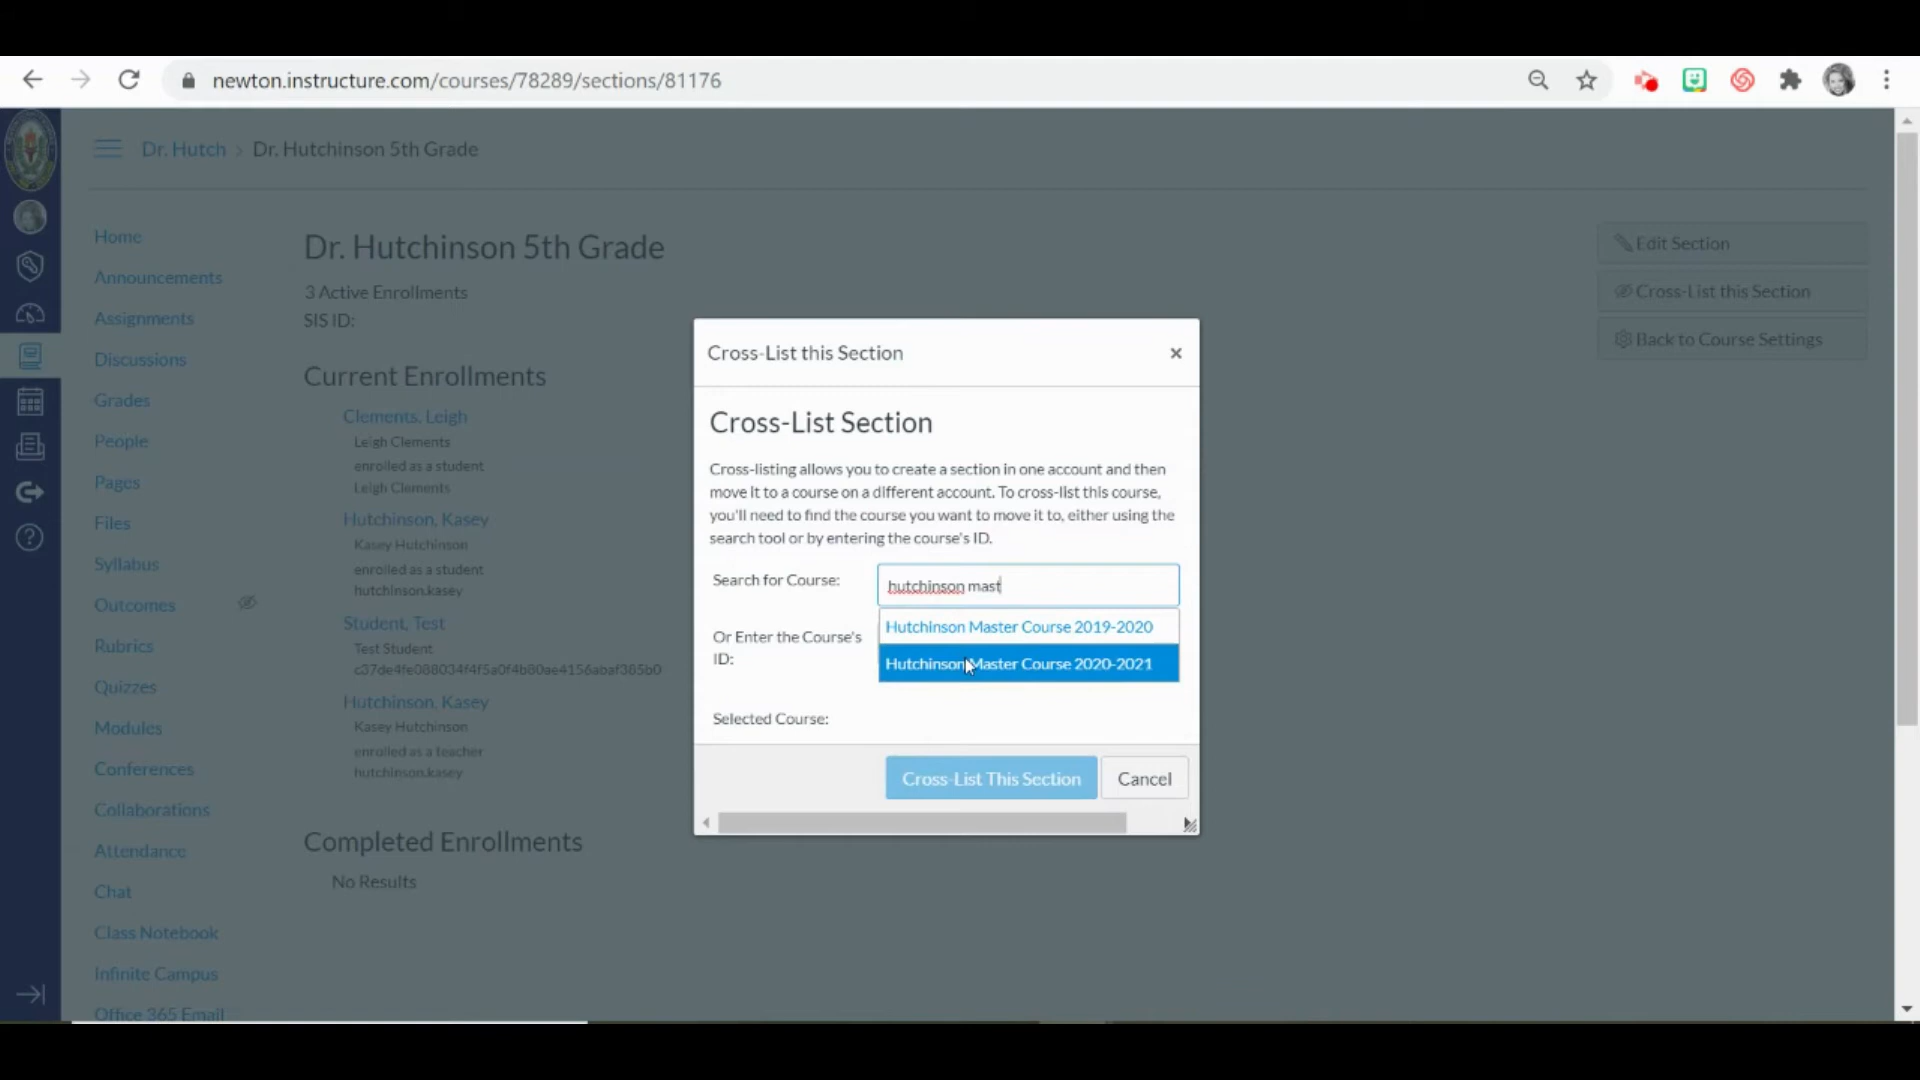 newton.instructure.com/courses/78289/sections/81176
Dr. Hutch > Dr. Hutchinson 5th Grade
Home
Announcements
Assignments
Discussions
Grades
People
Pages
Files
Syllabus
Outcomes
Rubrics
Quizzes
Modules
Conferences
Collaborations
Attendance
Chat
Class Notebook
Infinite Campus
Office 365 Email
Dr. Hutchinson 5th Grade
3 Active Enrollments
SIS ID:
Current Enrollments
Clements, Leigh
Leigh Clements
enrolled as a student
Leigh Clements
Hutchinson, Kasey
Kasey Hutchinson
enrolled as a student
hutchinson.kasey
Student, Test
Test Student
c37de4fe088034f4f5a0f4b80ae4156abaf385b0
Hutchinson, Kasey
Kasey Hutchinson
enrolled as a teacher
hutchinson.kasey
Completed Enrollments
No Results
Edit Section
Cross-List this Section
Back to Course Settings
Cross-List this Section
Cross-List Section
Cross-listing allows you to create a section in one account and then
move it to a course on a different account. To cross-list this course,
you'll need to find the course you want to move it to, either using the
search tool or by entering the course's ID.
Search for Course:
hutchinson mast
Hutchinson Master Course 2019-2020
Hutchinson Master Course 2020-2021
Or Enter the Course's
ID:
Selected Course:
Cross-List This Section
Cancel